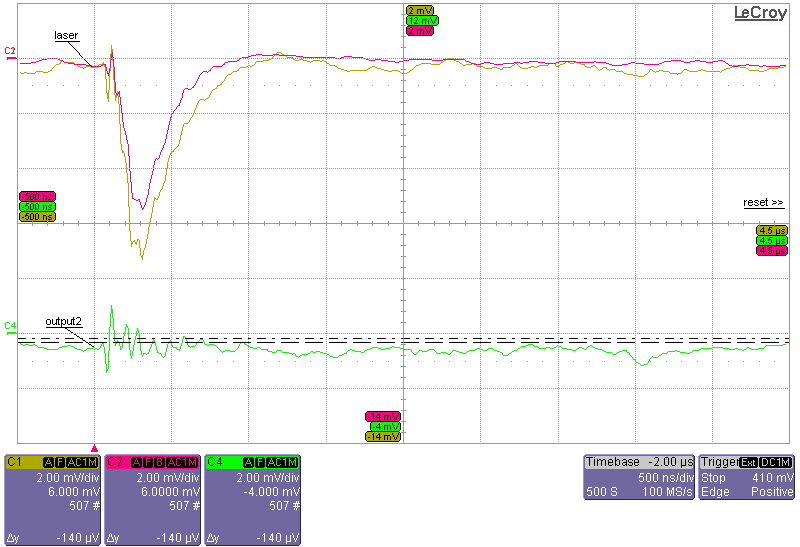 2 mV
12 mV
2 mV
LeCroy
laser
C2
-500 ns
-500 ns
-500 ns
reset >>
4.5 µs
4.5 µs
4.5 µs
C4
output2
-14 mV
-4 mV
-14 mV
C1 A F AC1M
2.00 mV/div
6.000 mV
507 #
Δy -140 µV
C2 A F B AC1M
2.00 mV/div
6.0000 mV
507 #
Δy -140 µV
C4 A F AC1M
2.00 mV/div
-4.000 mV
507 #
Δy -140 µV
Timebase -2.00 µs
500 ns/div
500 S 100 MS/s
Trigger Ext DC1M
Stop 410 mV
Edge Positive